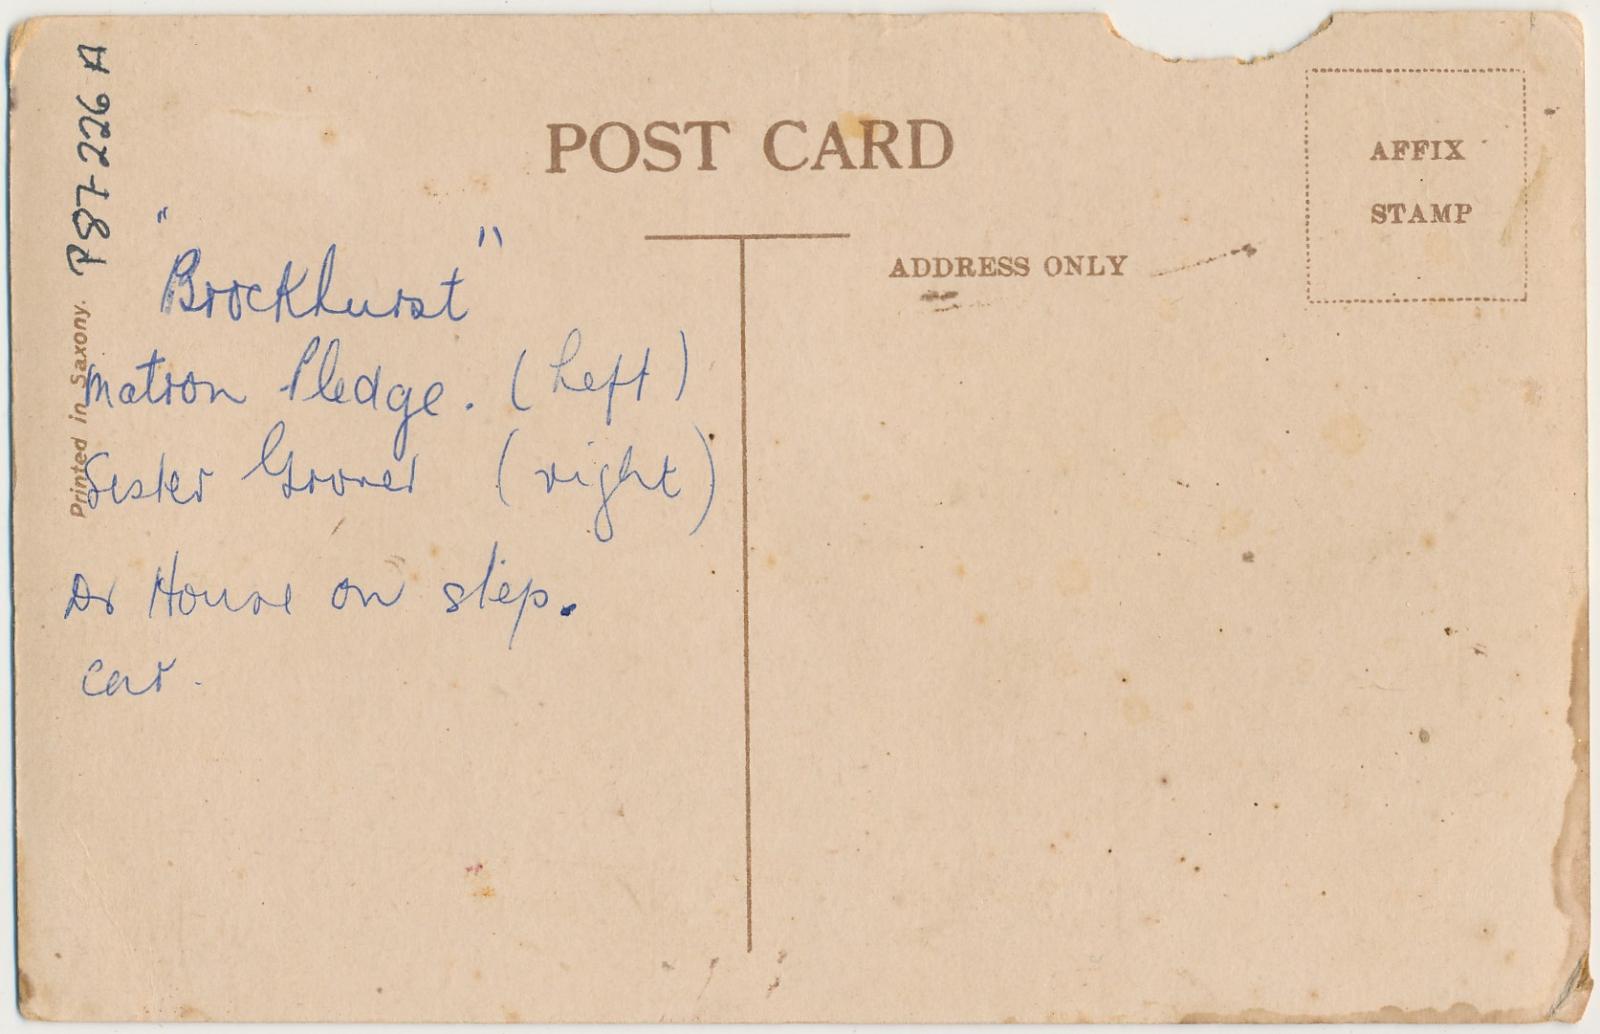 P87-226 A
POST CARD
AFFIX
STAMP
ADDRESS ONLY
Printed in Saxony.
"Brockhurst"
Matron Pledge. (Left)
Sister Grover (right)
Dr House on step.
car.